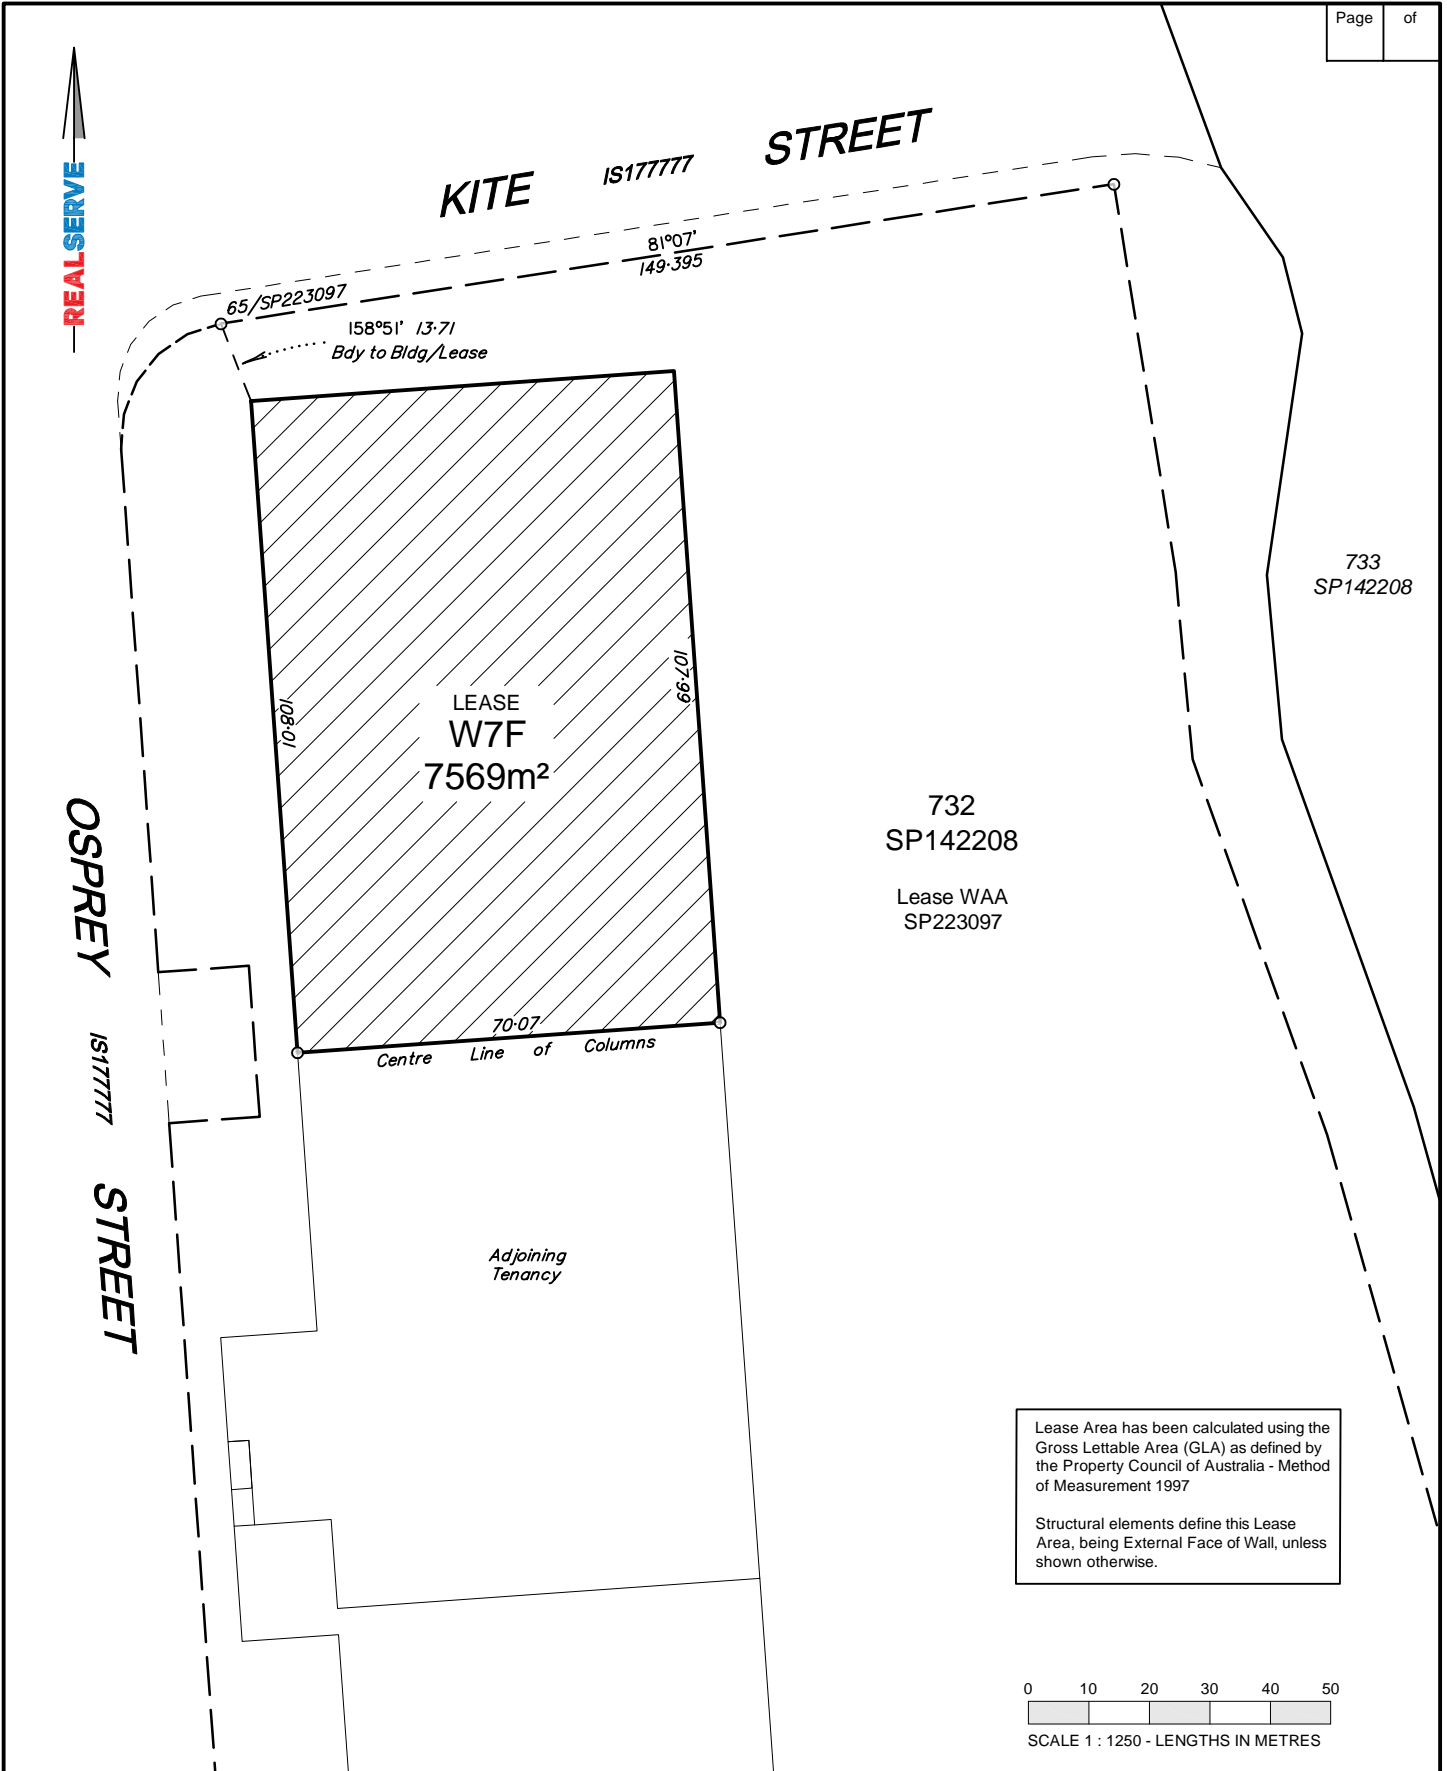 Page of
REALSERVE
KITE IS177777 STREET
81°07'
149·395
65/SP223097
158°51' 13·71
Bdy to Bldg/Lease
733
SP142208
107·99
108·01
LEASE
W7F
7569m²
732
SP142208
Lease WAA
SP223097
OSPREY IS177777 STREET
70·07
Centre Line of Columns
Adjoining
Tenancy
Lease Area has been calculated using the
Gross Lettable Area (GLA) as defined by
the Property Council of Australia - Method
of Measurement 1997
Structural elements define this Lease
Area, being External Face of Wall, unless
shown otherwise.
0 10 20 30 40 50
SCALE 1 : 1250 - LENGTHS IN METRES